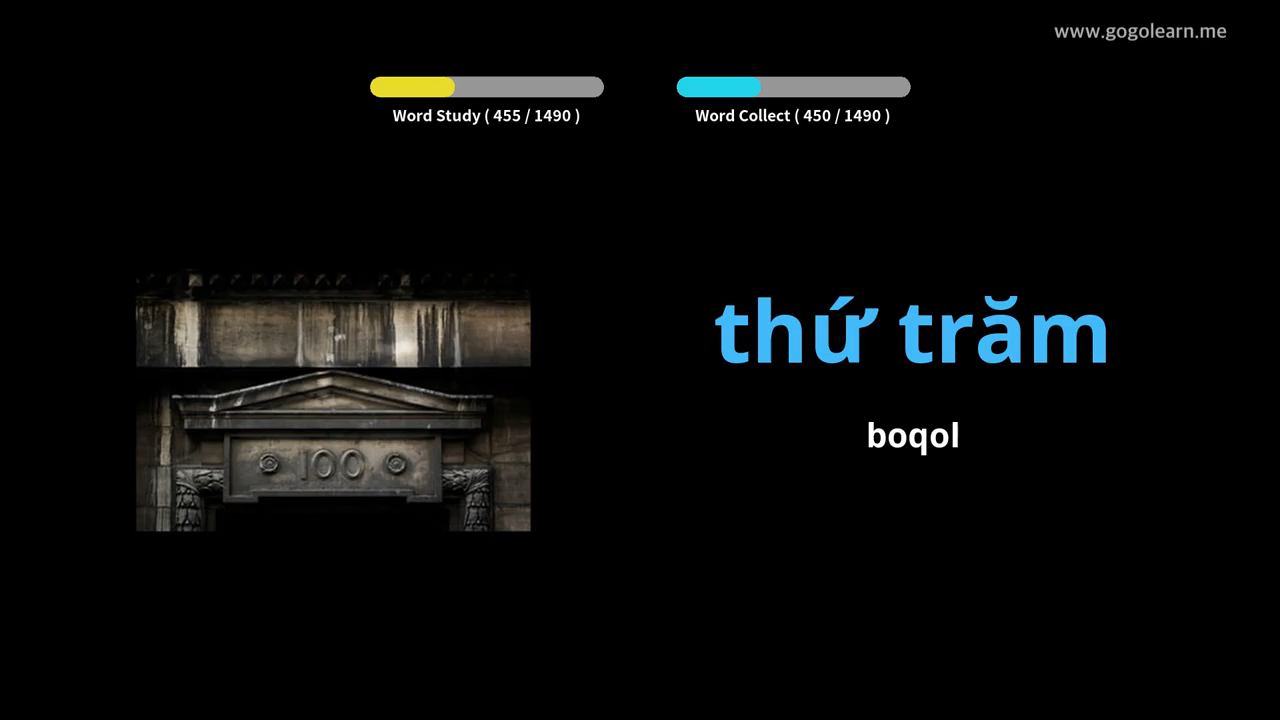 www.gogolearn.me
Word Study ( 455 / 1490 )
Word Collect ( 450 / 1490 )
thứ trăm
boqol
100